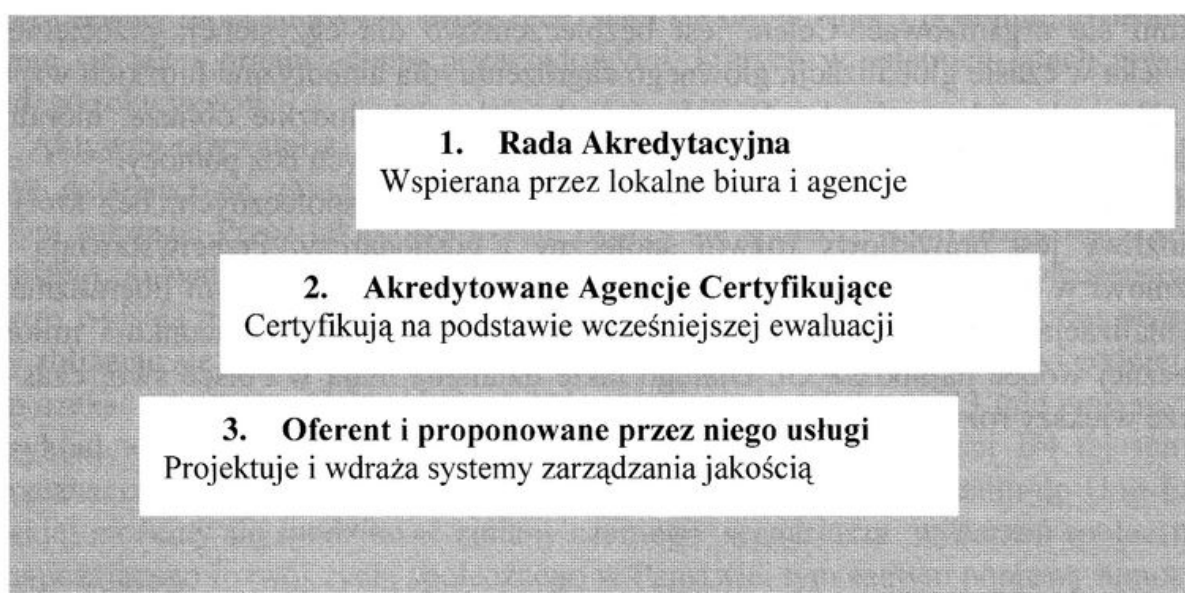 1. Rada Akredytacyjna
Wspierana przez lokalne biura i agencje
2. Akredytowane Agencje Certyfikujące
Certyfikują na podstawie wcześniejszej ewaluacji
3. Oferent i proponowane przez niego usługi
Projektuje i wdraża systemy zarządzania jakością